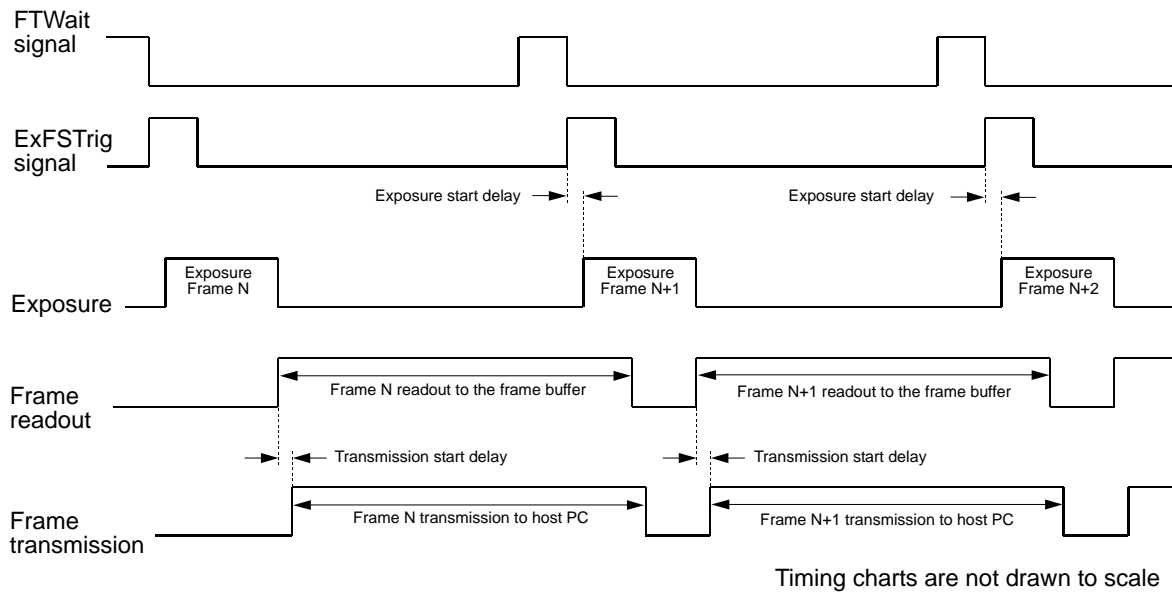 FTWait
signal
ExFSTrig
signal
Exposure start delay
Exposure start delay
Exposure
Frame N
Exposure
Frame N+1
Exposure
Frame N+2
Exposure
Frame N readout to the frame buffer
Frame N+1 readout to the frame buffer
Frame
readout
Transmission start delay
Transmission start delay
Frame N transmission to host PC
Frame N+1 transmission to host PC
Frame
transmission
Timing charts are not drawn to scale